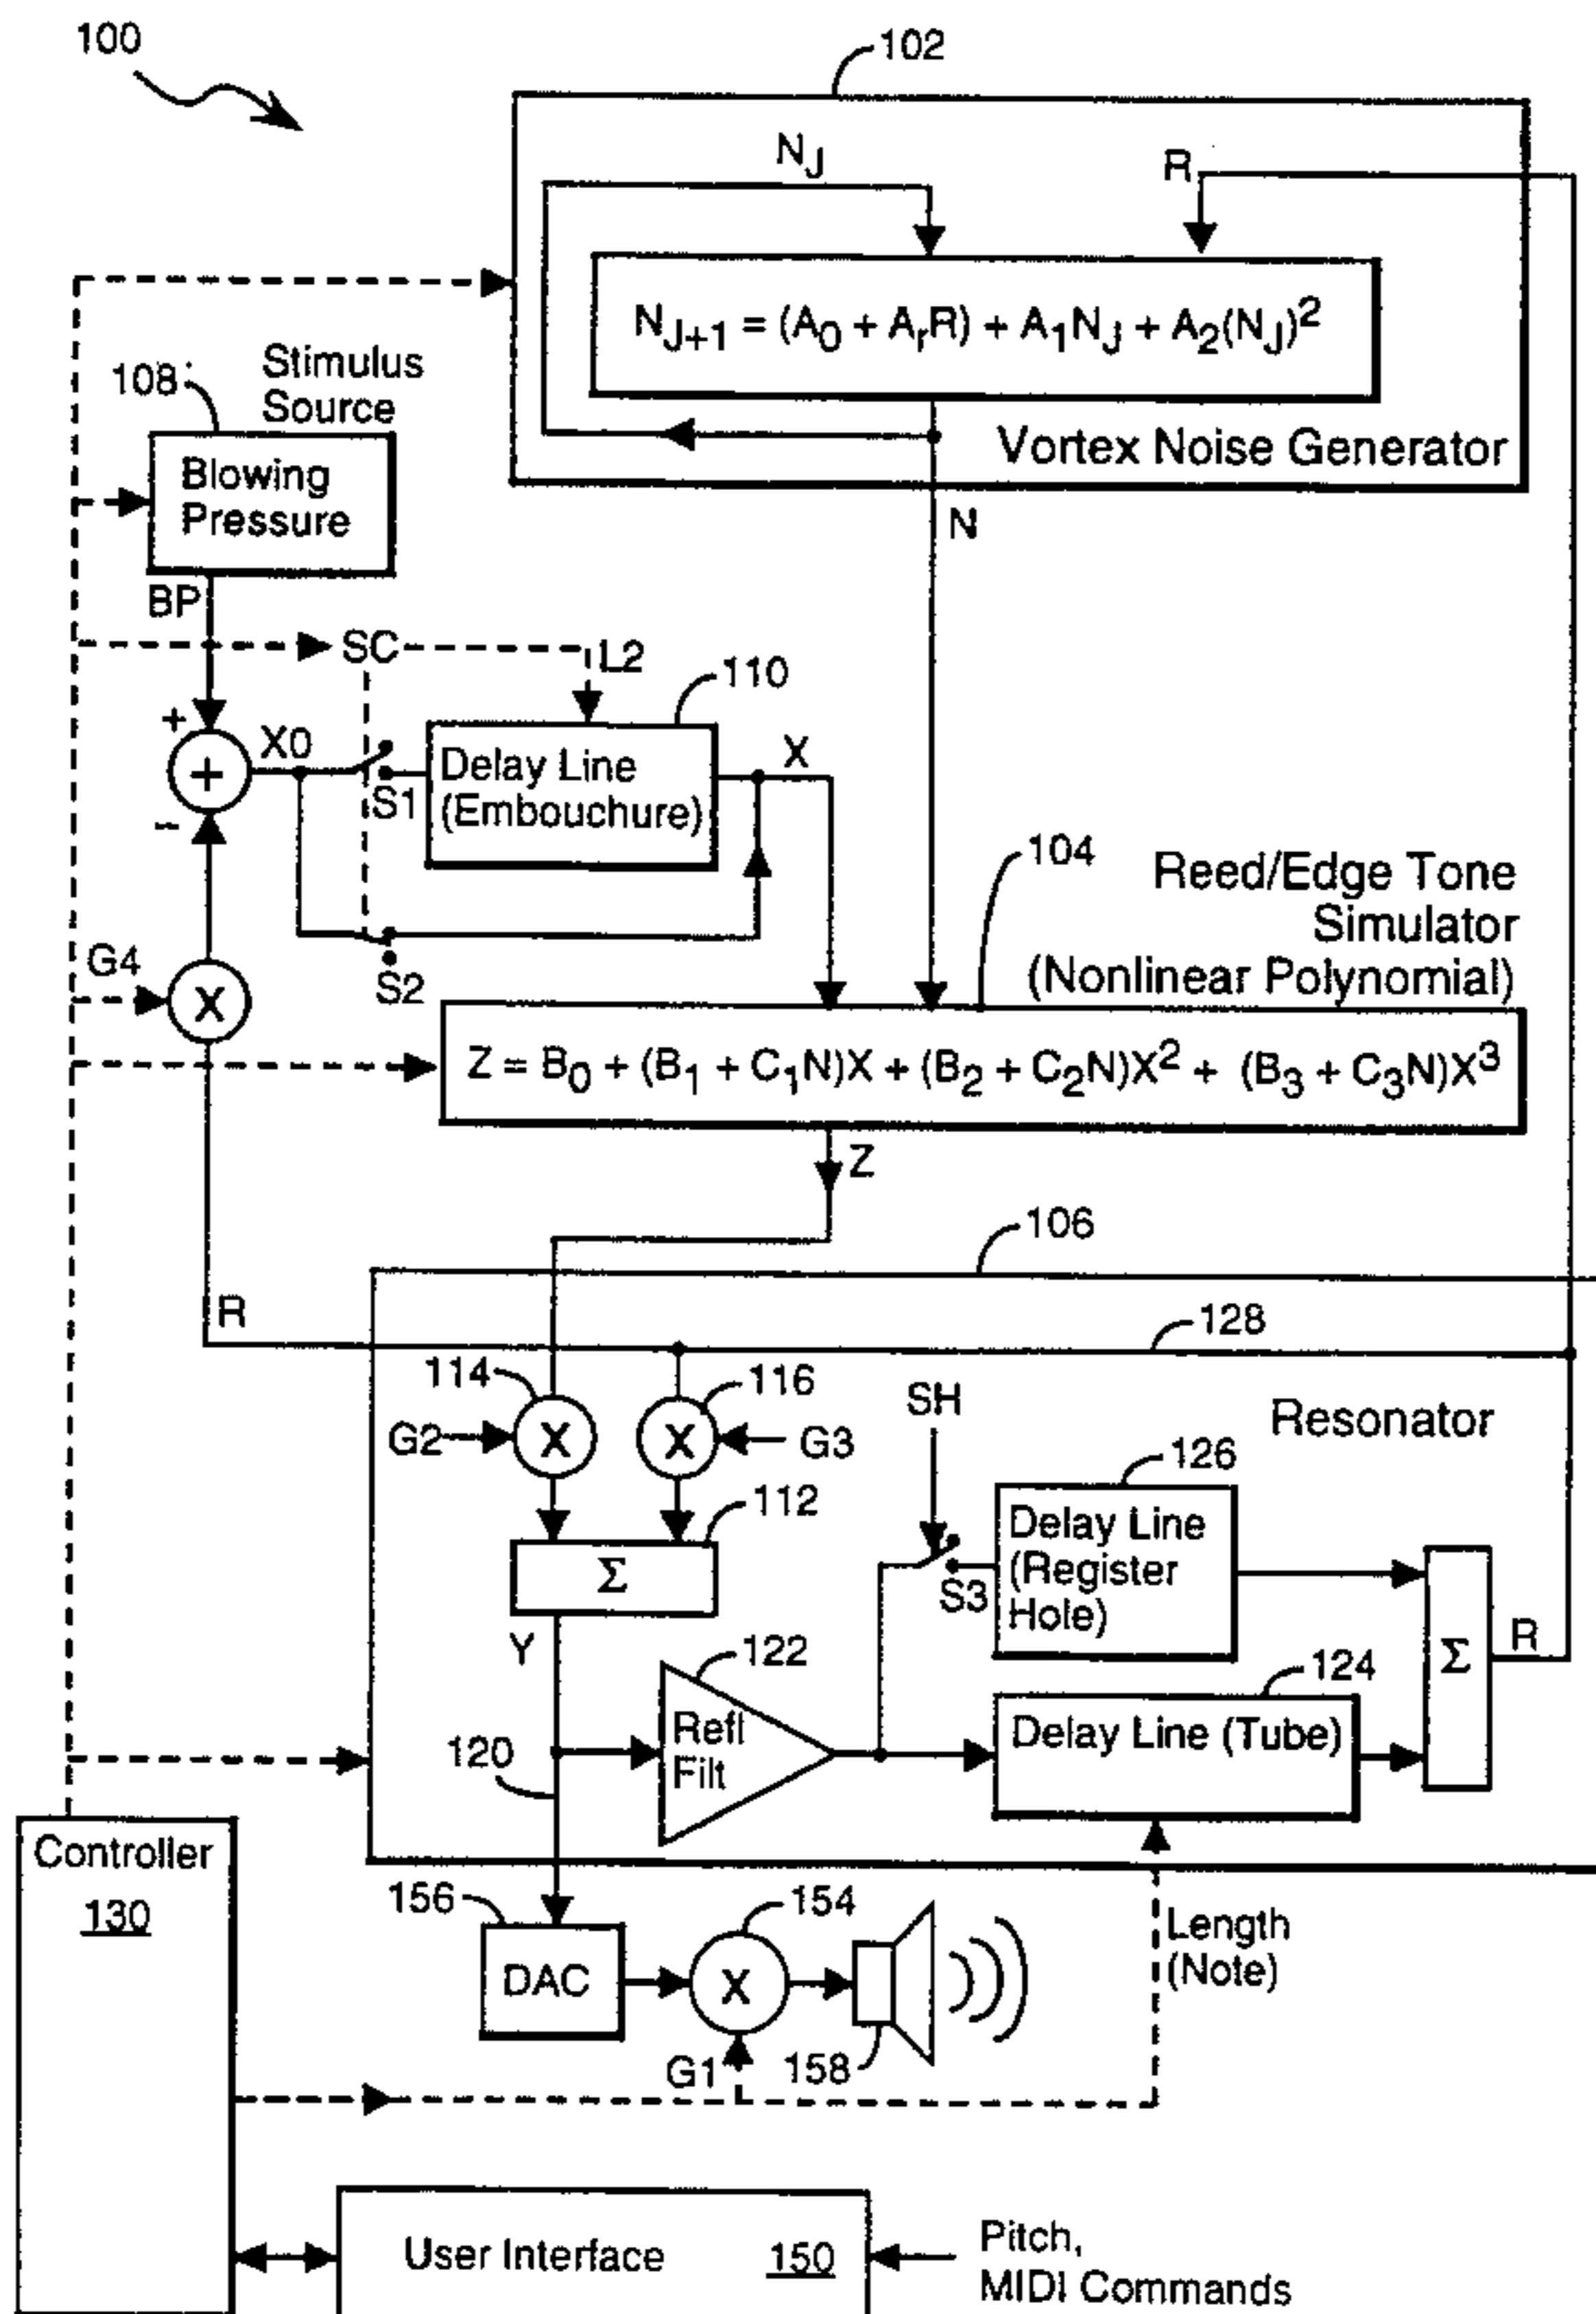 100
102
N_J
R
N_{J+1} = (A_0 + A_rR) + A_1N_J + A_2(N_J)^2
Vortex Noise Generator
N
Stimulus
Source
108
Blowing
Pressure
BP
SC
L2
110
+
X0
+
-
S1
Delay Line
(Embouchure)
X
S2
G4
X
104
Reed/Edge Tone
Simulator
(Nonlinear Polynomial)
Z = B_0 + (B_1 + C_1N)X + (B_2 + C_2N)X^2 + (B_3 + C_3N)X^3
Z
106
R
128
114
116
G2
X
X
G3
SH
Resonator
112
Σ
126
Delay Line
(Register
Hole)
S3
Y
122
Refl
Filt
124
Delay Line (Tube)
Σ
R
120
Controller
130
156
DAC
154
X
158
G1
Length
(Note)
User Interface
150
Pitch,
MIDI Commands